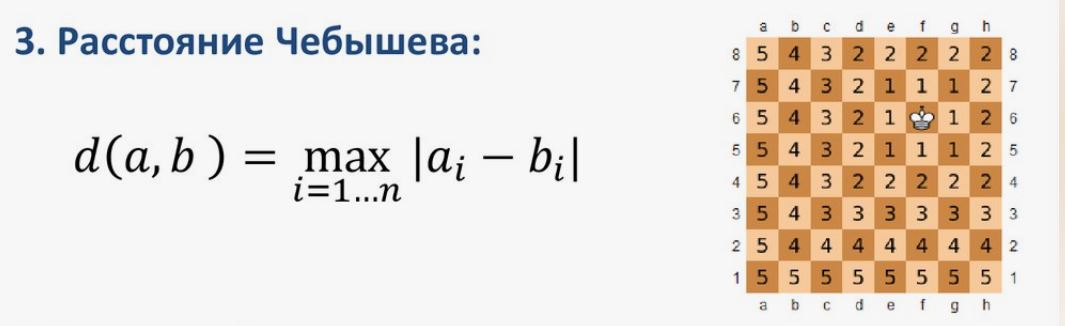 3. Расстояние Чебышева:
d(a, b) = max |aᵢ − bᵢ|
i=1…n
a b c d e f g h
8 5 4 3 2 2 2 2 2 8
7 5 4 3 2 1 1 1 2 7
6 5 4 3 2 1 1 2 6
5 5 4 3 2 1 1 1 2 5
4 5 4 3 2 2 2 2 2 4
3 5 4 3 3 3 3 3 3 3
2 5 4 4 4 4 4 4 4 2
1 5 5 5 5 5 5 5 5 1
a b c d e f g h